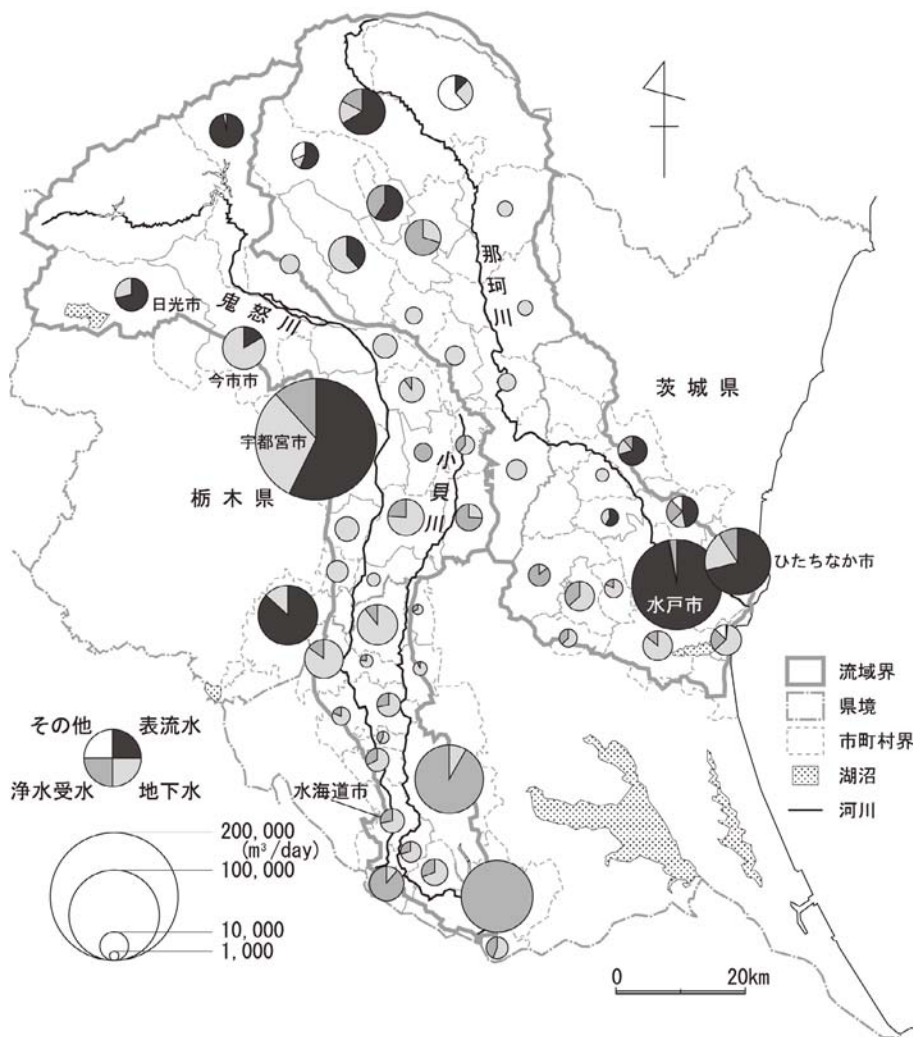 那珂川
日光市
鬼怒川
今市市
茨城県
宇都宮市
小貝川
栃木県
ひたちなか市
水戸市
その他 表流水
浄水受水 地下水
水海道市
200,000
(m³/day)
100,000
10,000
1,000
流域界
県境
市町村界
湖沼
河川
0 20km